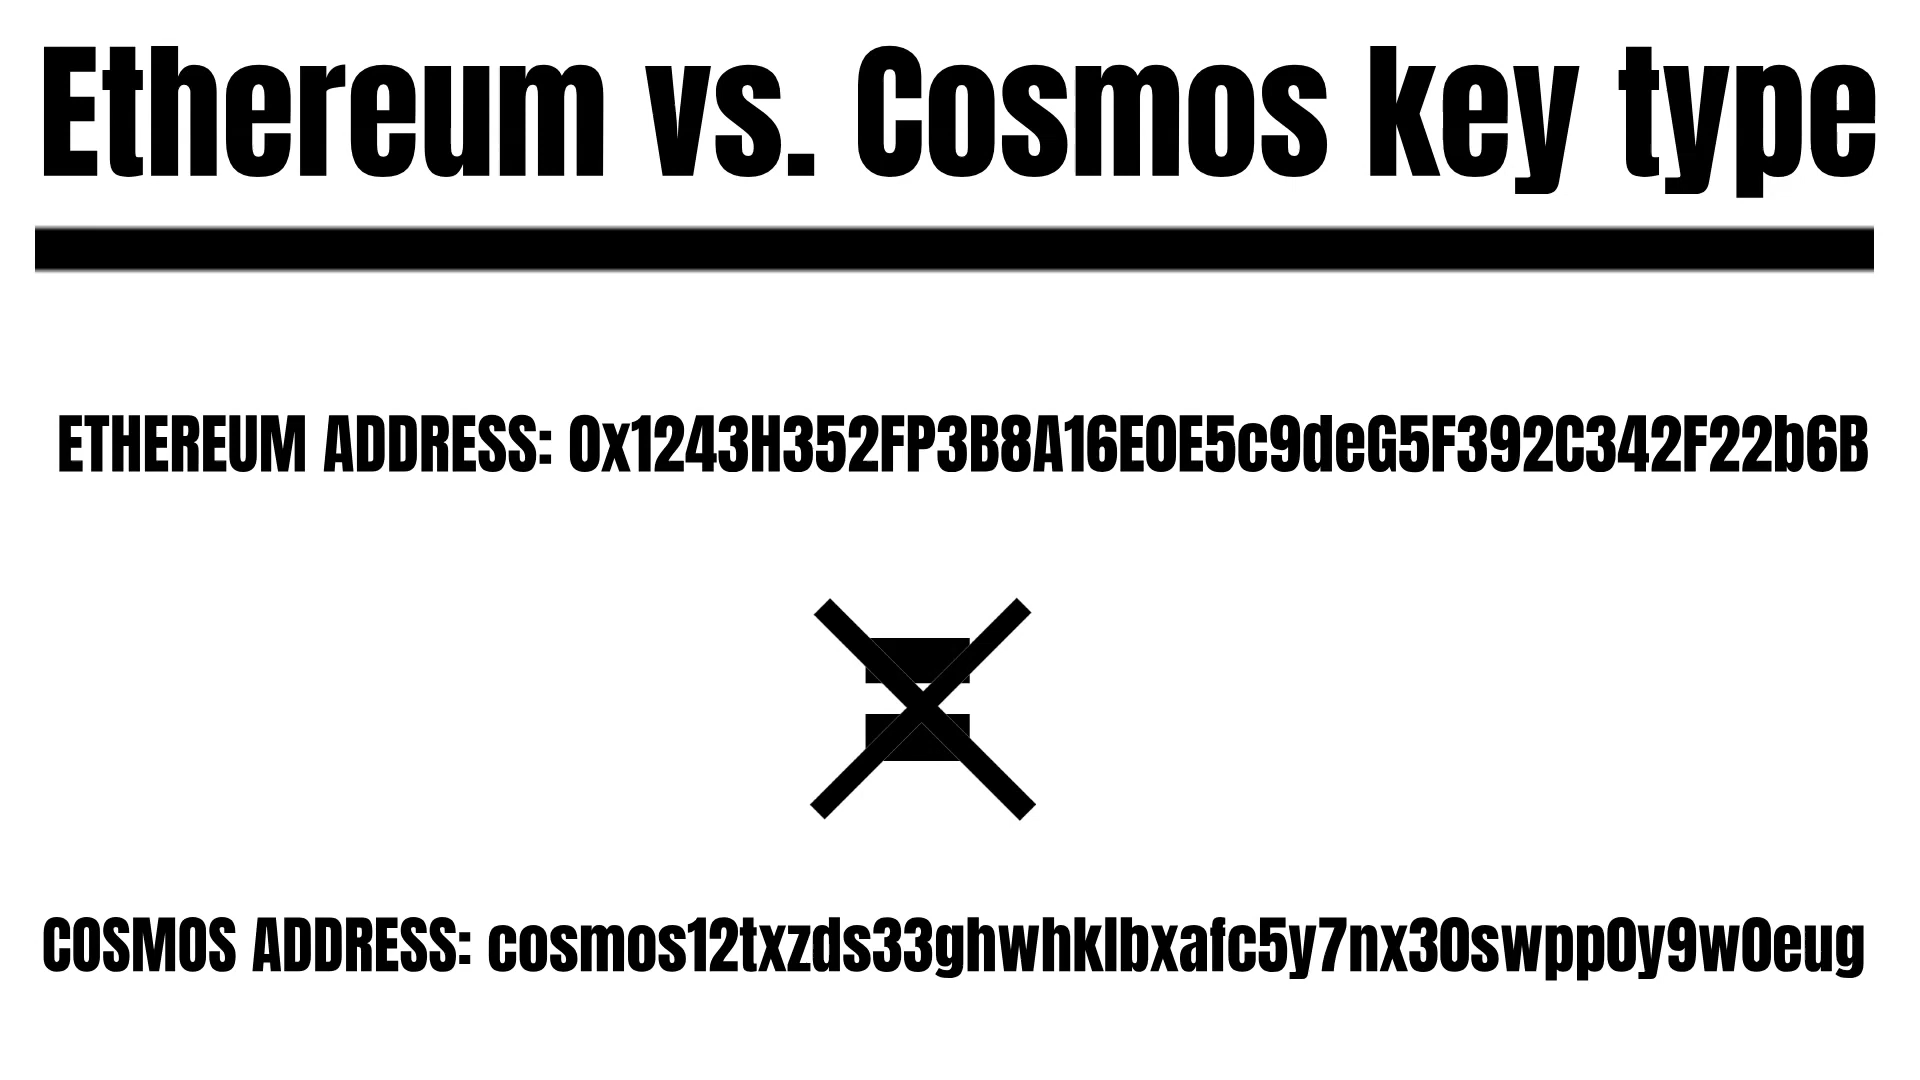 Ethereum vs. Cosmos key type
ETHEREUM ADDRESS: 0x1243H352FP3B8A16E0E5c9deG5F392C342F22b6B
=
COSMOS ADDRESS: cosmos12txzds33ghwhklbxafc5y7nx30swpp0y9w0eug